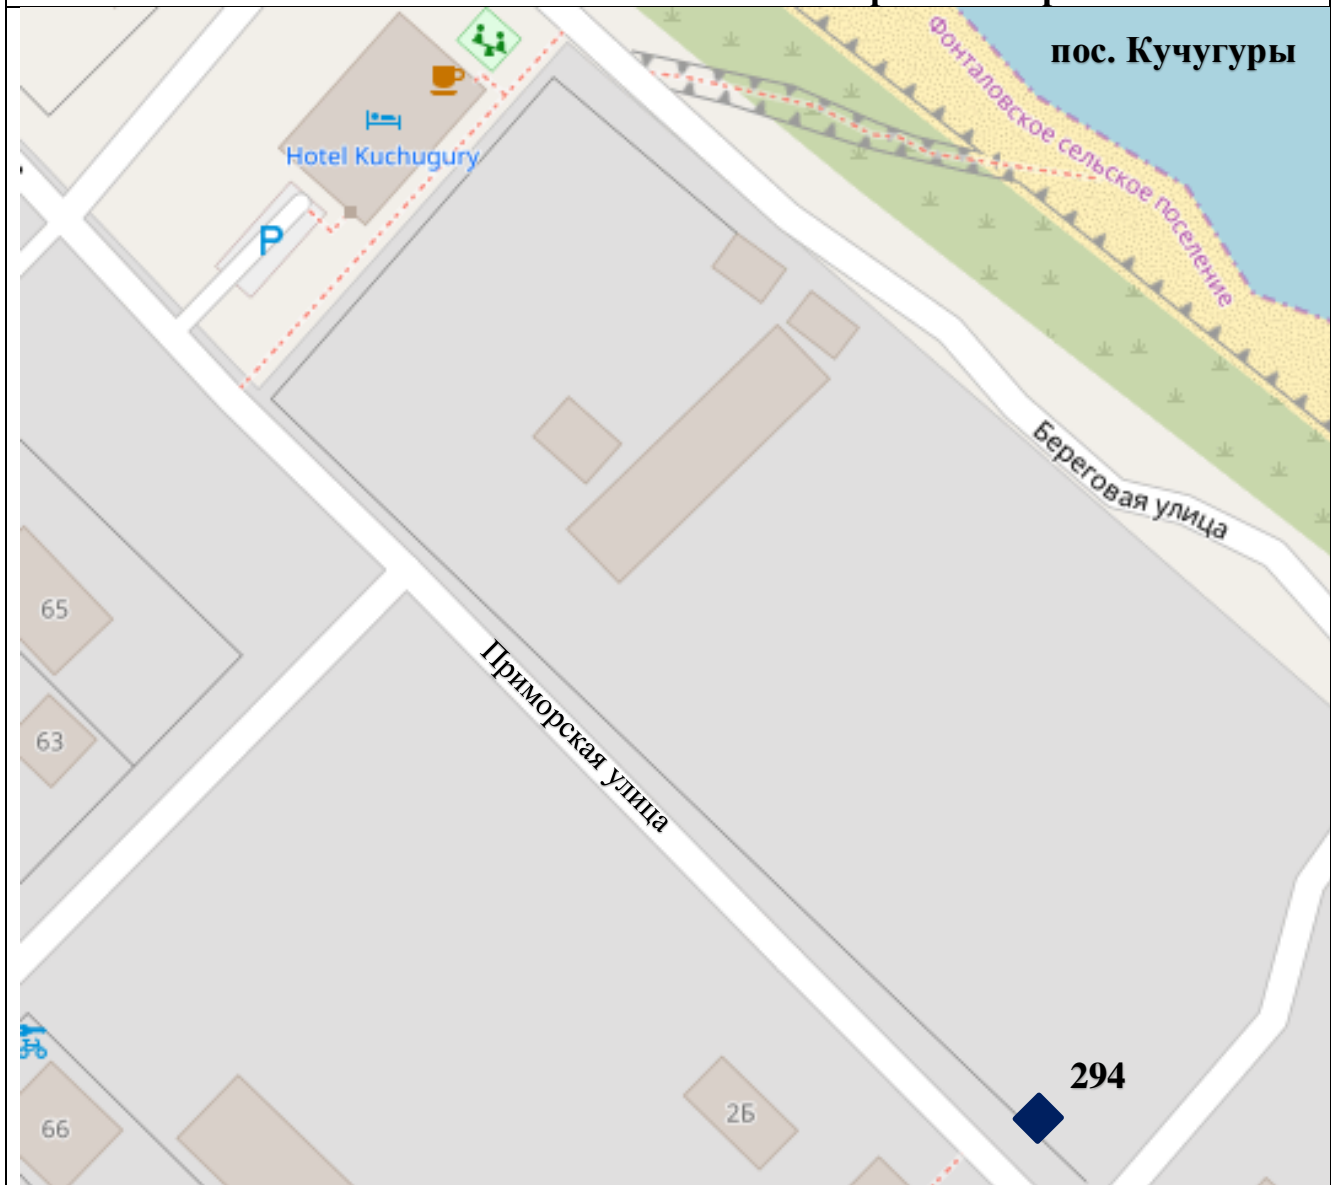 пос. Кучугуры
Фонталовское сельское поселение
Hotel Kuchugury
P
Береговая улица
65
Приморская улица
63
294
2Б
66